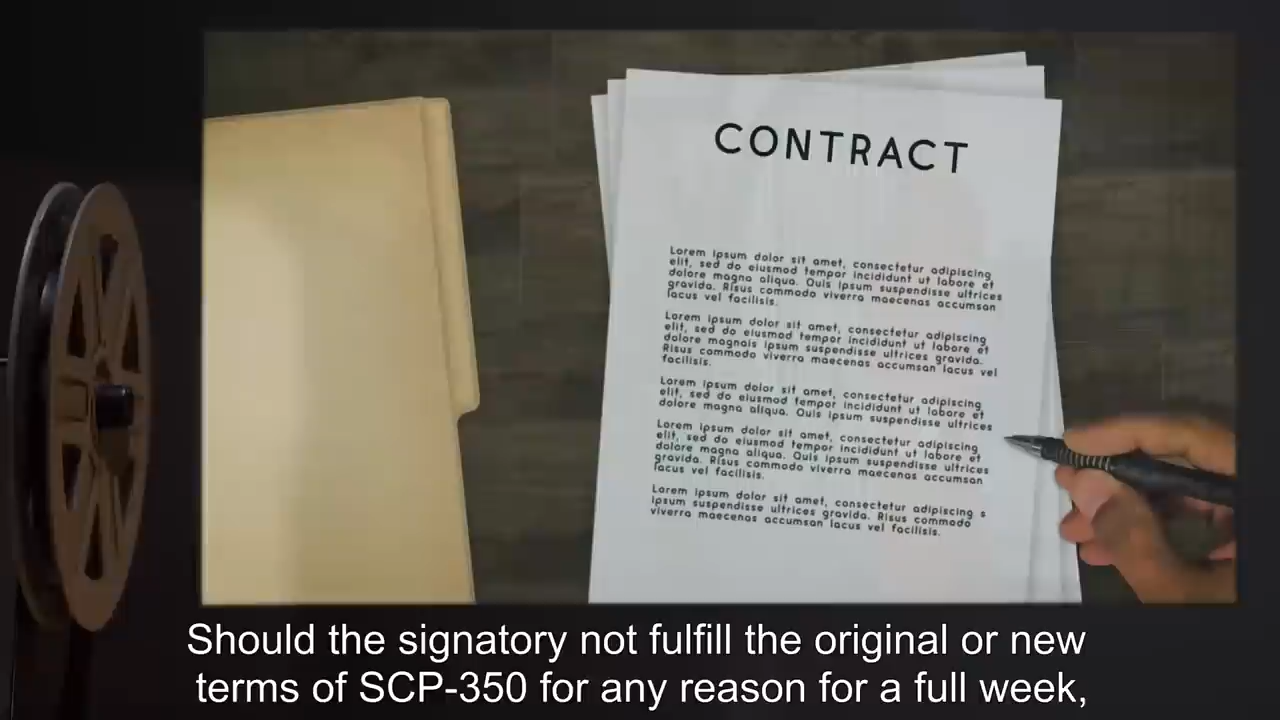 CONTRACT
Lorem ipsum dolor sit amet, consectetur adipiscing
elit, sed do eiusmod tempor incididunt ut labore et
dolore magna aliqua. Quis ipsum suspendisse ultrices
gravida. Risus commodo viverra maecenas accumsan
lacus vel facilisis.
Lorem ipsum dolor sit amet, consectetur adipiscing
elit, sed do eiusmod tempor incididunt ut labore et
dolore magnais ipsum suspendisse ultrices gravida.
Risus commodo viverra maecenas accumsan lacus vel
facilisis.
Lorem ipsum dolor sit amet, consectetur adipiscing
elit, sed do eiusmod tempor incididunt ut labore et
dolore magna aliqua. Quis ipsum suspendisse ultrices
Lorem ipsum dolor sit amet, consectetur adipiscing
elit, sed do eiusmod tempor incididunt ut labore et
dolore magna aliqua. Quis ipsum suspendisse ultrices
gravida. Risus commodo viverra maecenas accumsan
lacus vel facilisis.
Lorem ipsum dolor sit amet, consectetur adipiscing s
ipsum suspendisse ultrices gravida. Risus commodo
viverra maecenas accumsan lacus vel facilisis.
Should the signatory not fulfill the original or new
terms of SCP-350 for any reason for a full week,